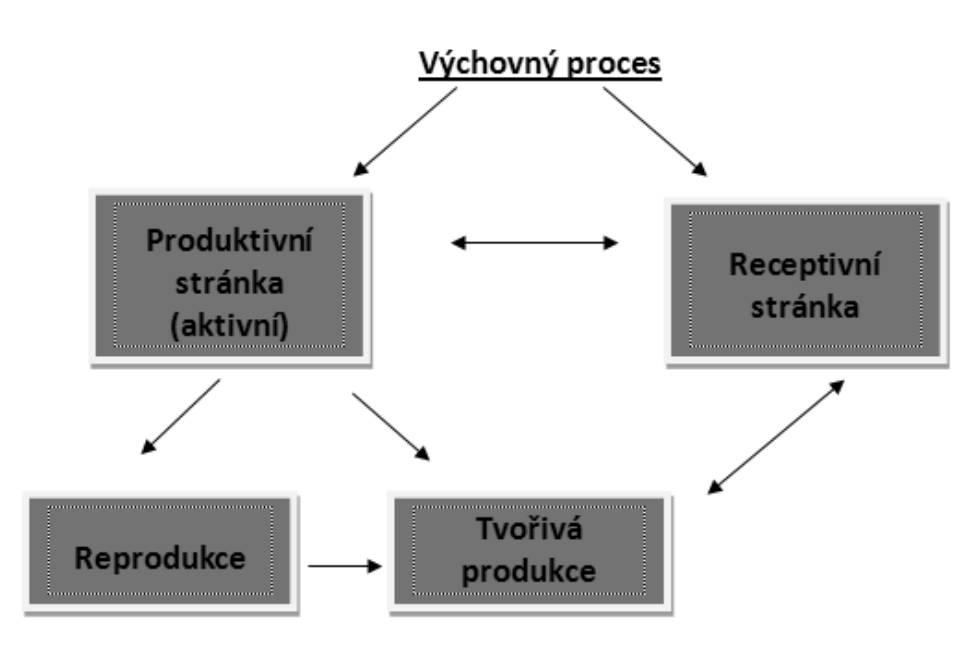 Výchovný proces
Produktivní
stránka
(aktivní)
Receptivní
stránka
Reprodukce
Tvořivá
produkce